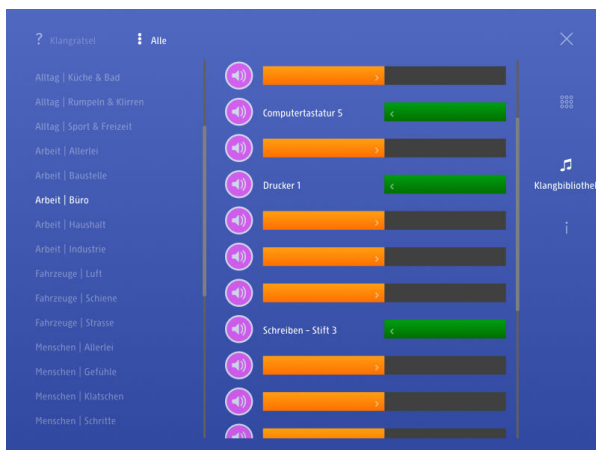 ? Klangrätsel
Alle
Alltag | Küche & Bad
Alltag | Rumpeln & Klirren
Alltag | Sport & Freizeit
Arbeit | Allerlei
Arbeit | Baustelle
Arbeit | Büro
Arbeit | Haushalt
Arbeit | Industrie
Fahrzeuge | Luft
Fahrzeuge | Schiene
Fahrzeuge | Strasse
Menschen | Allerlei
Menschen | Gefühle
Menschen | Klatschen
Menschen | Schritte
Computertastatur 5
Drucker 1
Schreiben – Stift 3
Klangbibliothek
i